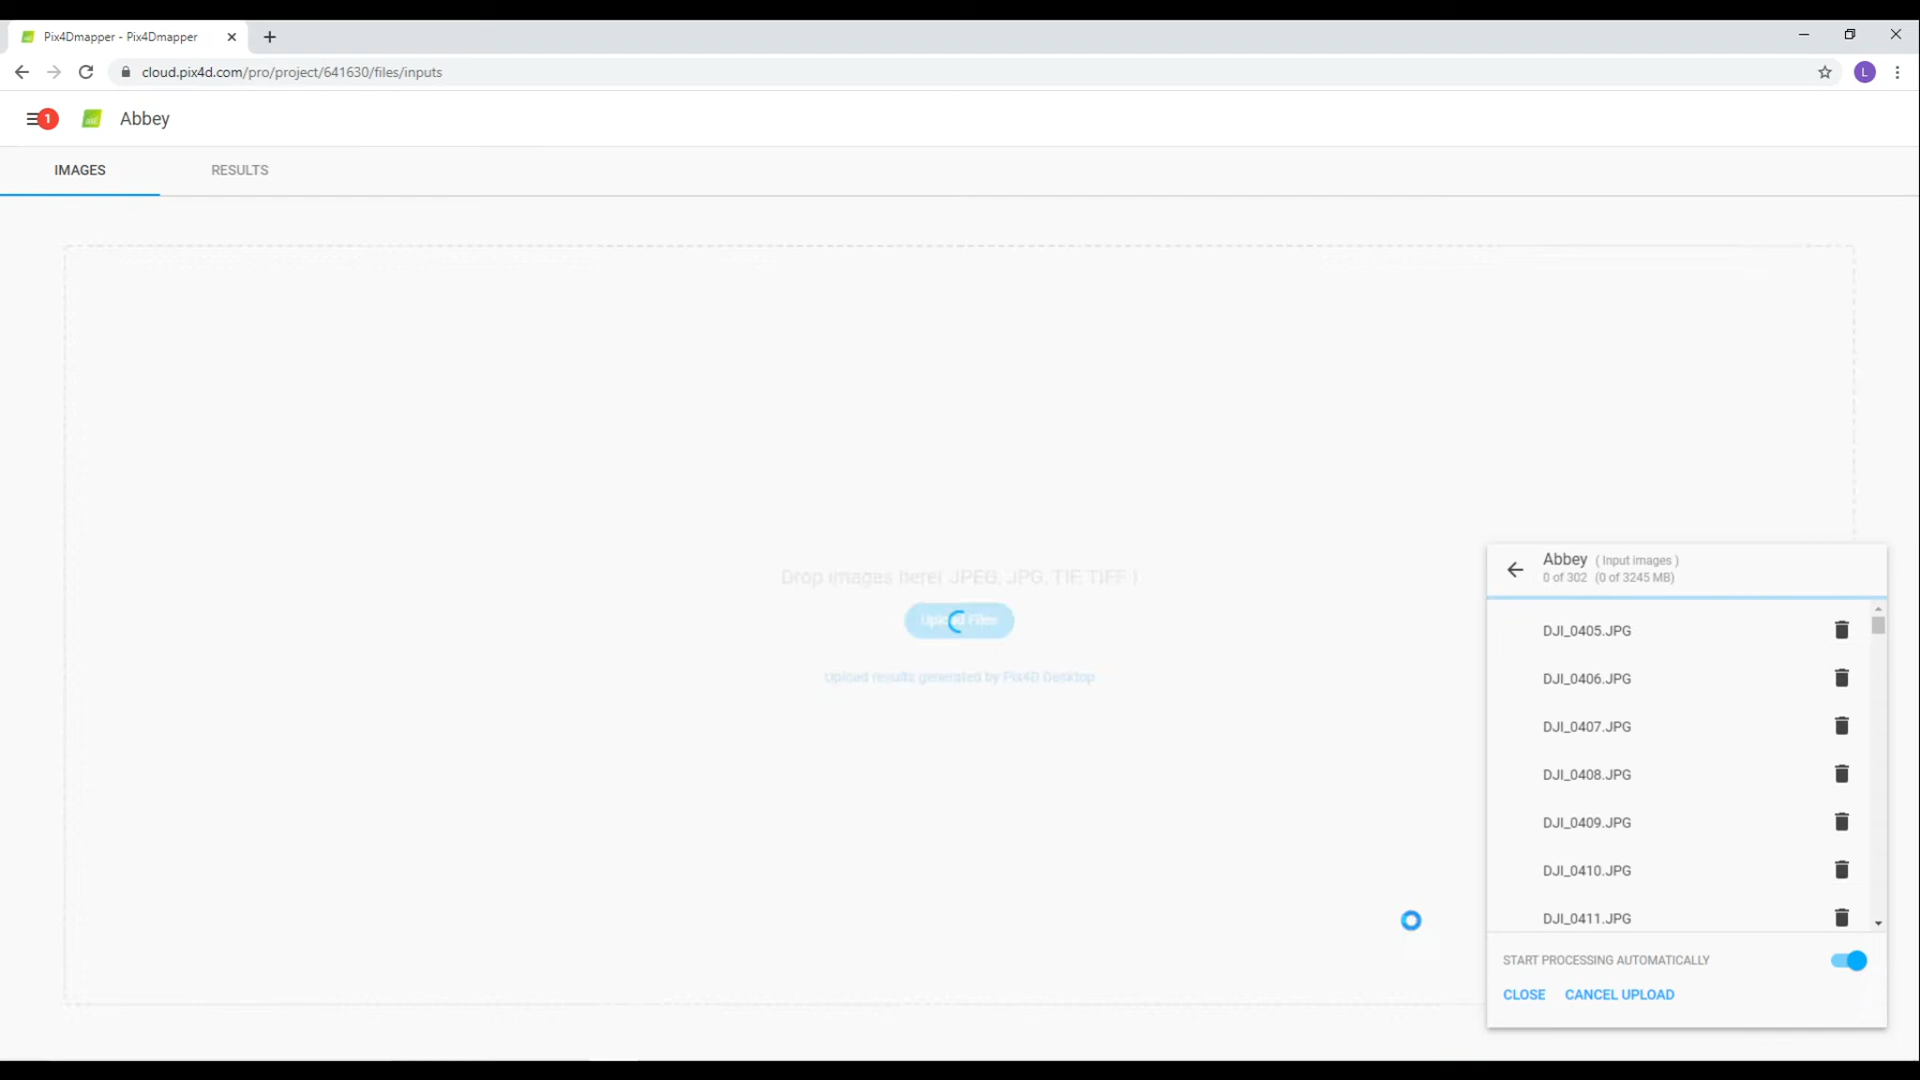 Pix4Dmapper - Pix4Dmapper
cloud.pix4d.com/pro/project/641630/files/inputs
L
1
Abbey
IMAGES
RESULTS
Drop images here( JPEG, JPG, TIF, TIFF )
Upload Files
Upload results generated by Pix4D Desktop
Abbey ( Input images )
0 of 302 (0 of 3245 MB)
DJI_0405.JPG
DJI_0406.JPG
DJI_0407.JPG
DJI_0408.JPG
DJI_0409.JPG
DJI_0410.JPG
DJI_0411.JPG
START PROCESSING AUTOMATICALLY
CLOSE CANCEL UPLOAD